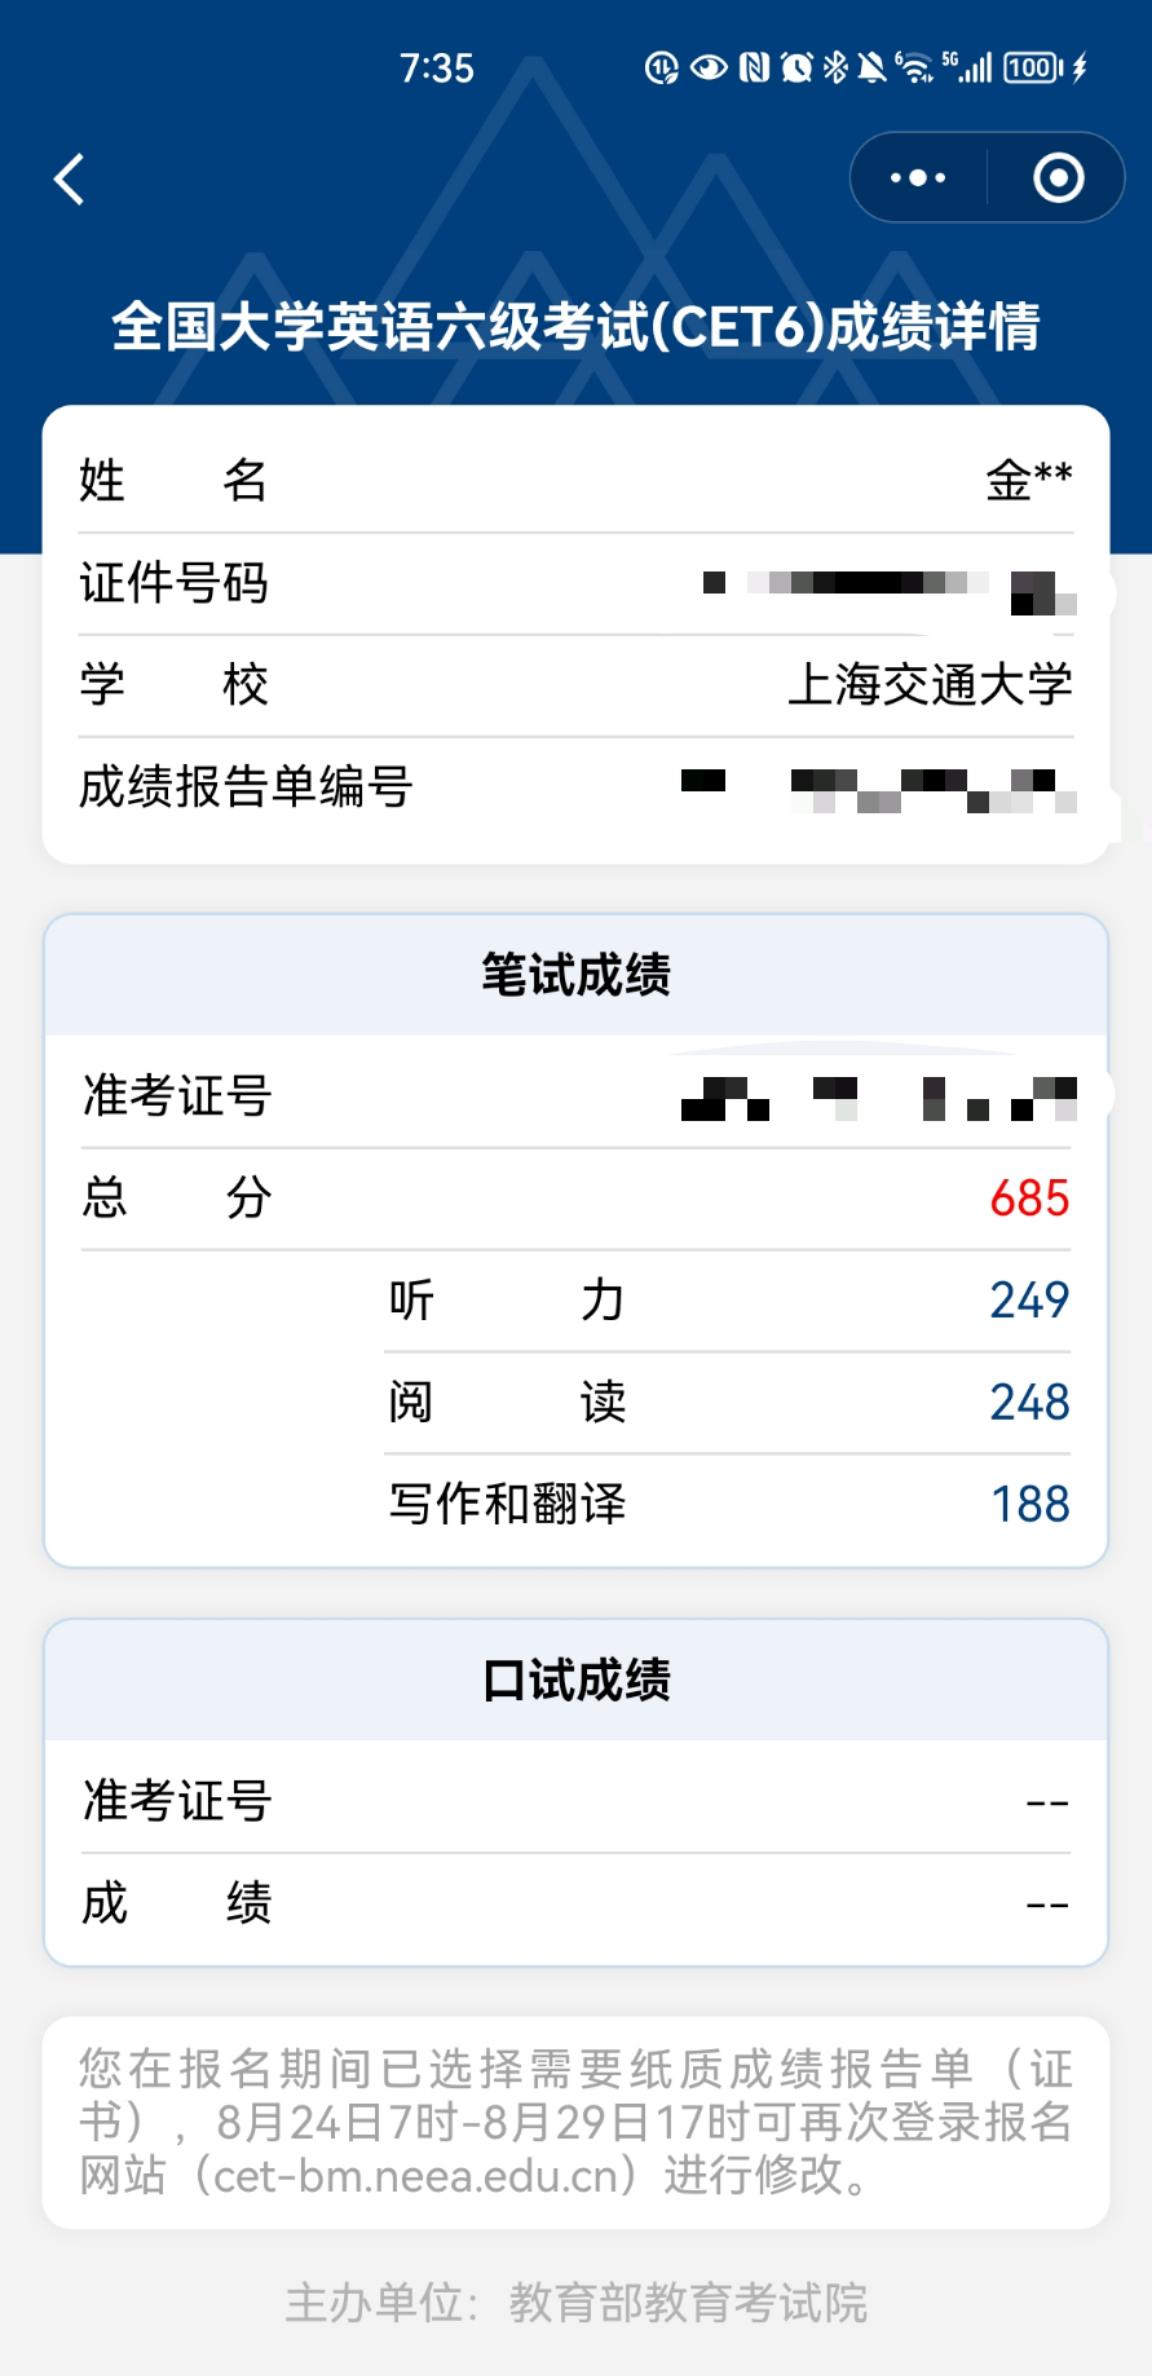 7:35
6 5G 100
全国大学英语六级考试(CET6)成绩详情
姓 名 金**
证件号码
学 校 上海交通大学
成绩报告单编号
笔试成绩
准考证号
总 分 685
听 力 249
阅 读 248
写作和翻译 188
口试成绩
准考证号 --
成 绩 --
您在报名期间已选择需要纸质成绩报告单（证
书），8月24日7时-8月29日17时可再次登录报名
网站（cet-bm.neea.edu.cn）进行修改。
主办单位：教育部教育考试院